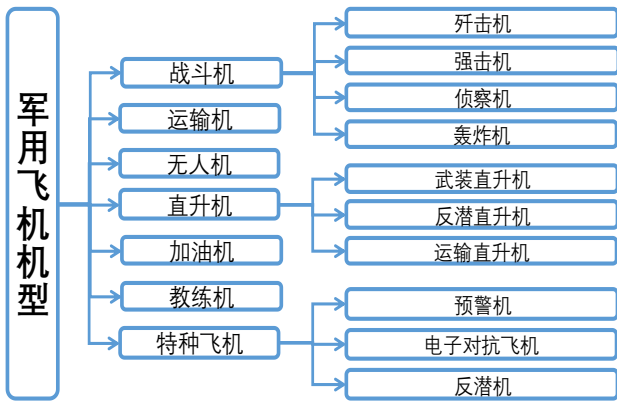 军用飞机机型
战斗机
歼击机
强击机
侦察机
轰炸机
运输机
无人机
直升机
武装直升机
反潜直升机
运输直升机
加油机
教练机
特种飞机
预警机
电子对抗飞机
反潜机